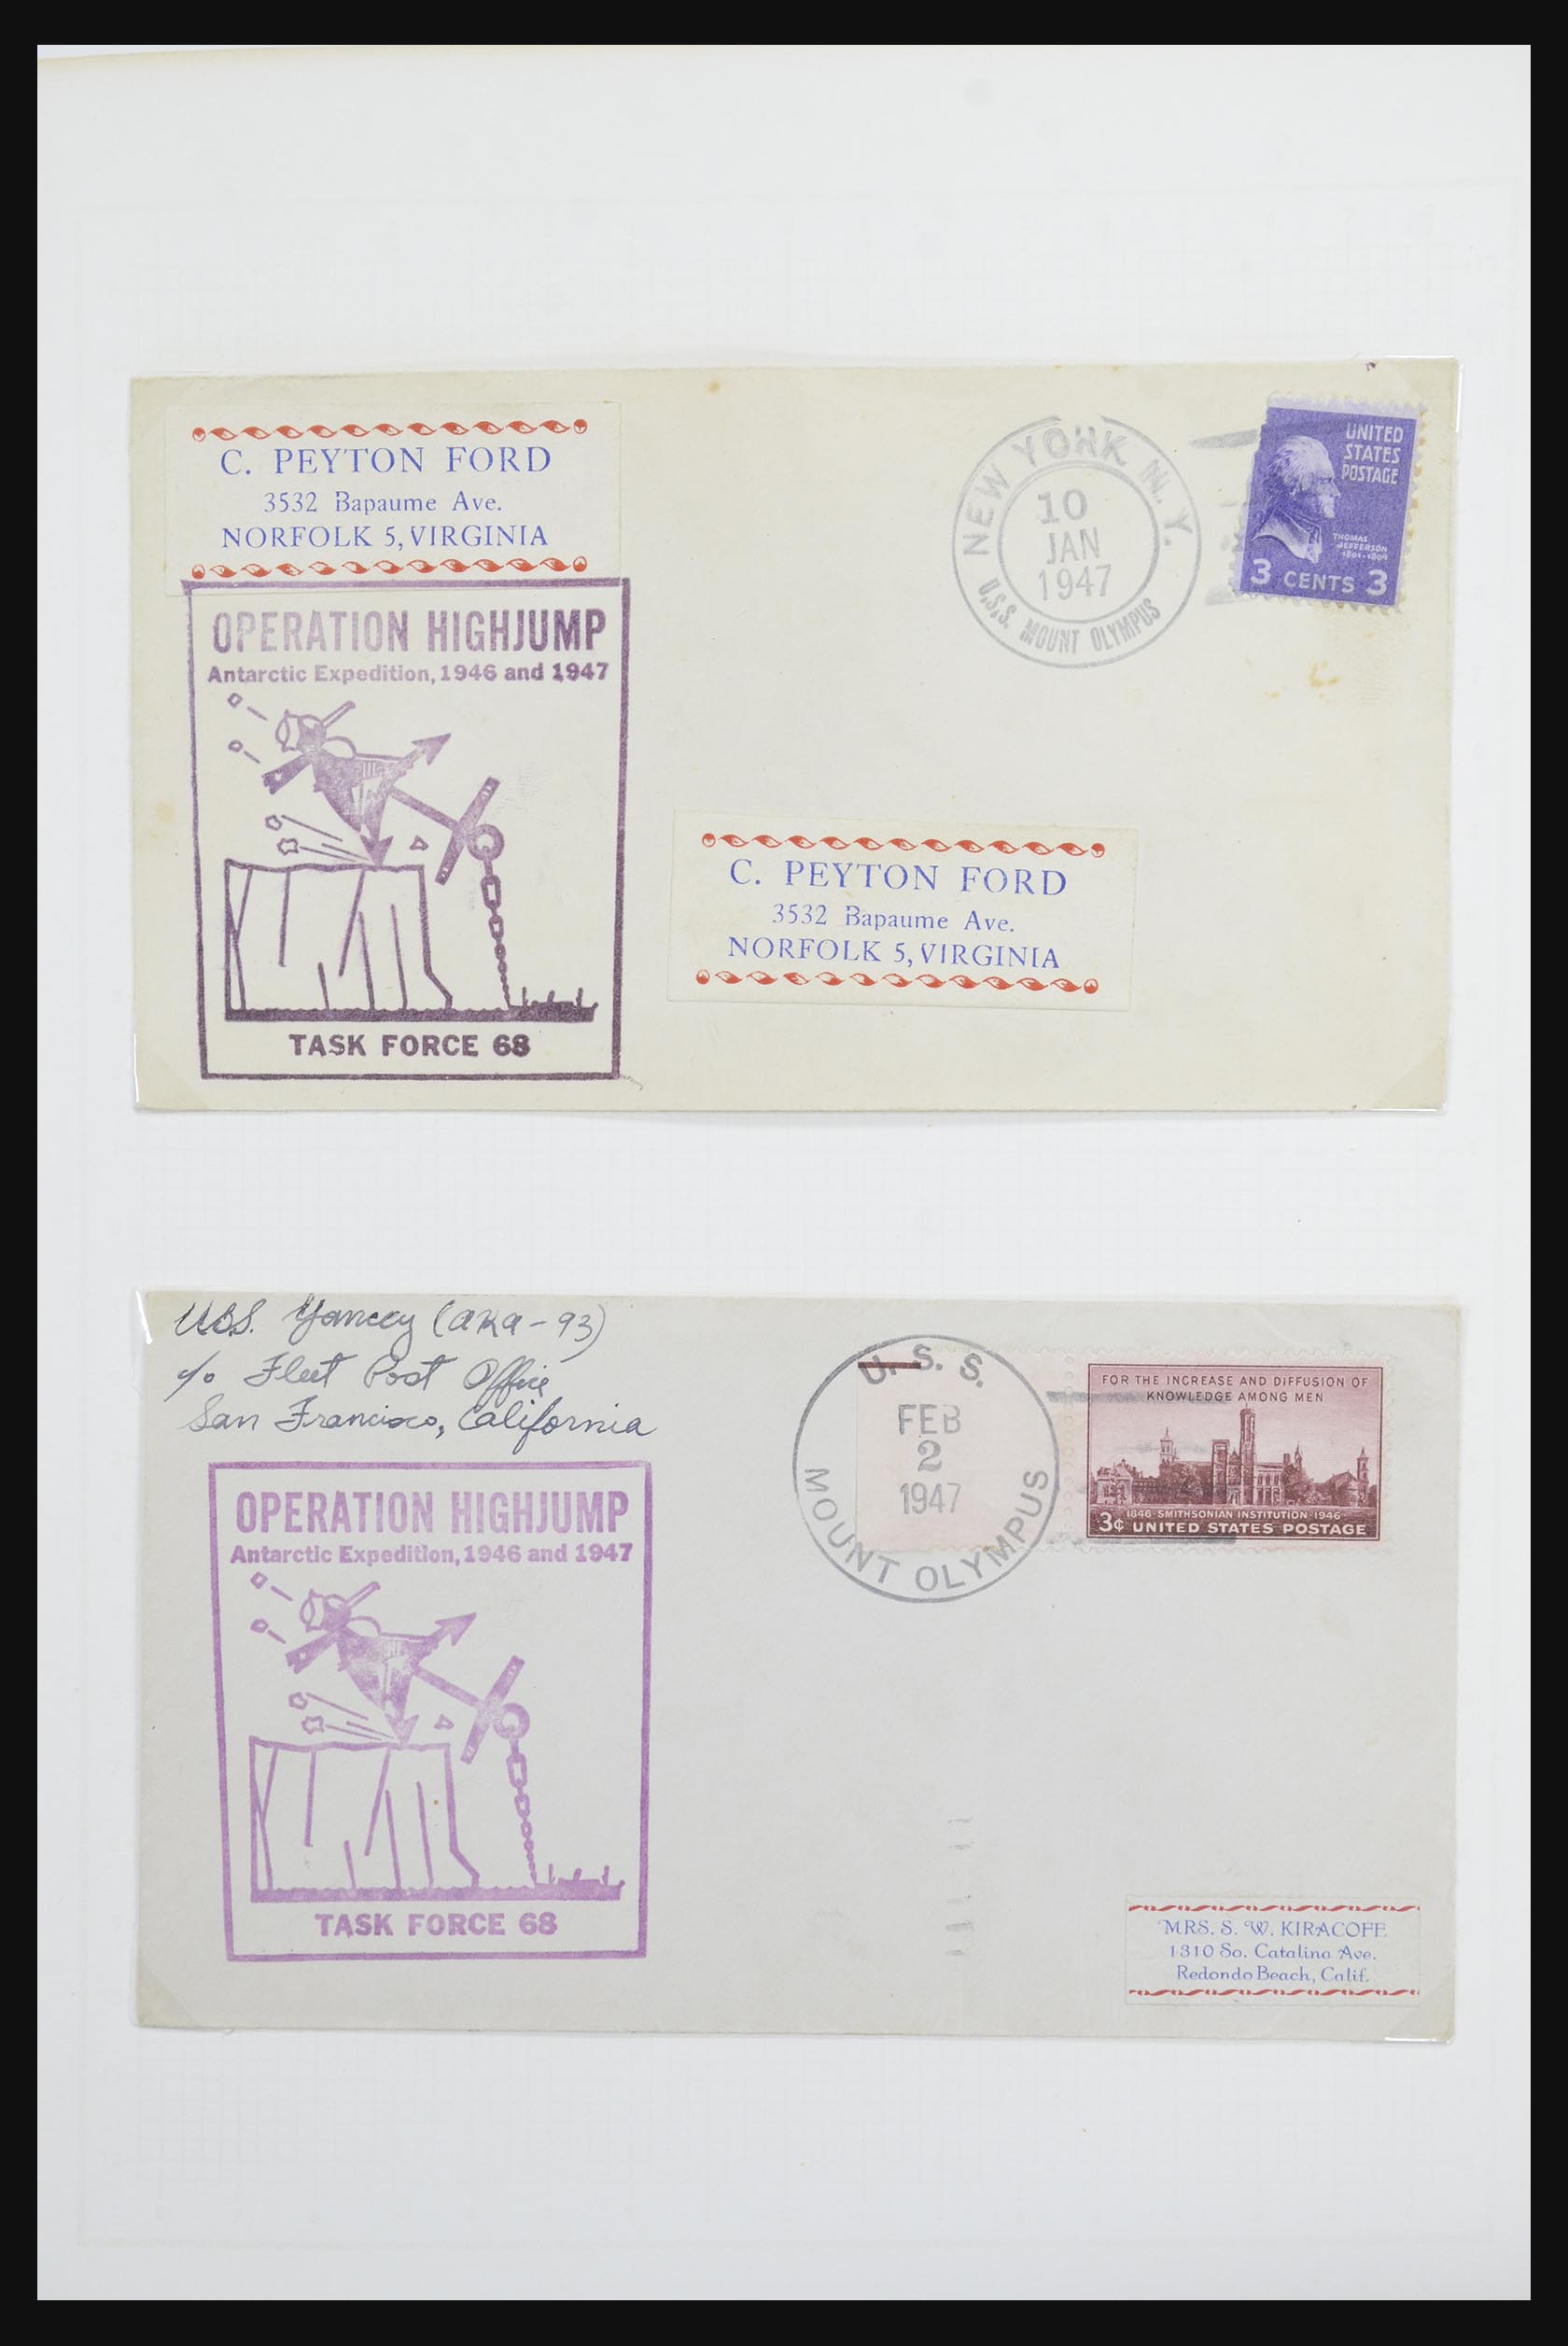 C. PEYTON FORD
3532 Bapaume Ave.
NORFOLK 5, VIRGINIA
NEW YORK N. Y.
10
JAN
1947
U.S.S. MOUNT OLYMPUS
UNITED
STATES
POSTAGE
THOMAS
JEFFERSON
1801-1809
3 CENTS 3
OPERATION HIGHJUMP
Antarctic Expedition, 1946 and 1947
TASK FORCE 68
C. PEYTON FORD
3532 Bapaume Ave.
NORFOLK 5, VIRGINIA
U.S.S. Yancey (AKA-93)
c/o Fleet Post Office
San Francisco, California
U. S. S.
FEB
2
1947
MOUNT OLYMPUS
FOR THE INCREASE AND DIFFUSION OF
KNOWLEDGE AMONG MEN
1846·SMITHSONIAN INSTITUTION·1946
3¢ UNITED STATES POSTAGE
OPERATION HIGHJUMP
Antarctic Expedition, 1946 and 1947
TASK FORCE 68
MRS. S. W. KIRACOFE
1310 So. Catalina Ave.
Redondo Beach, Calif.